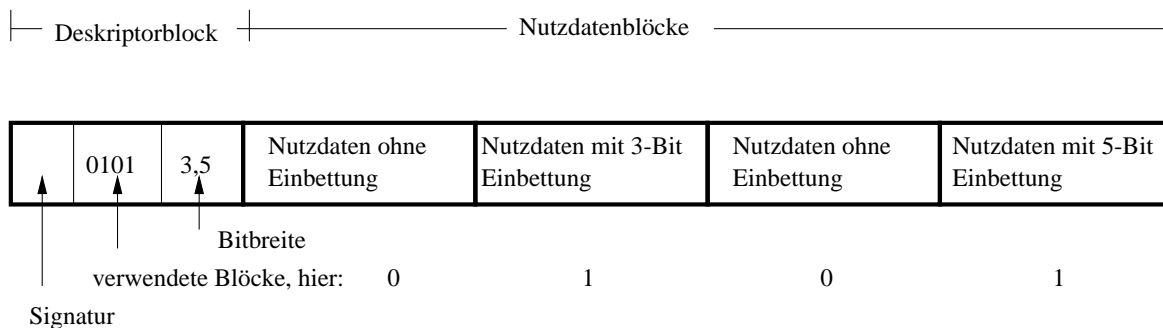 Deskriptorblock
Nutzdatenblöcke
0101
3,5
Nutzdaten ohne
Einbettung
Nutzdaten mit 3-Bit
Einbettung
Nutzdaten ohne
Einbettung
Nutzdaten mit 5-Bit
Einbettung
Bitbreite
verwendete Blöcke, hier: 0 1 0 1
Signatur